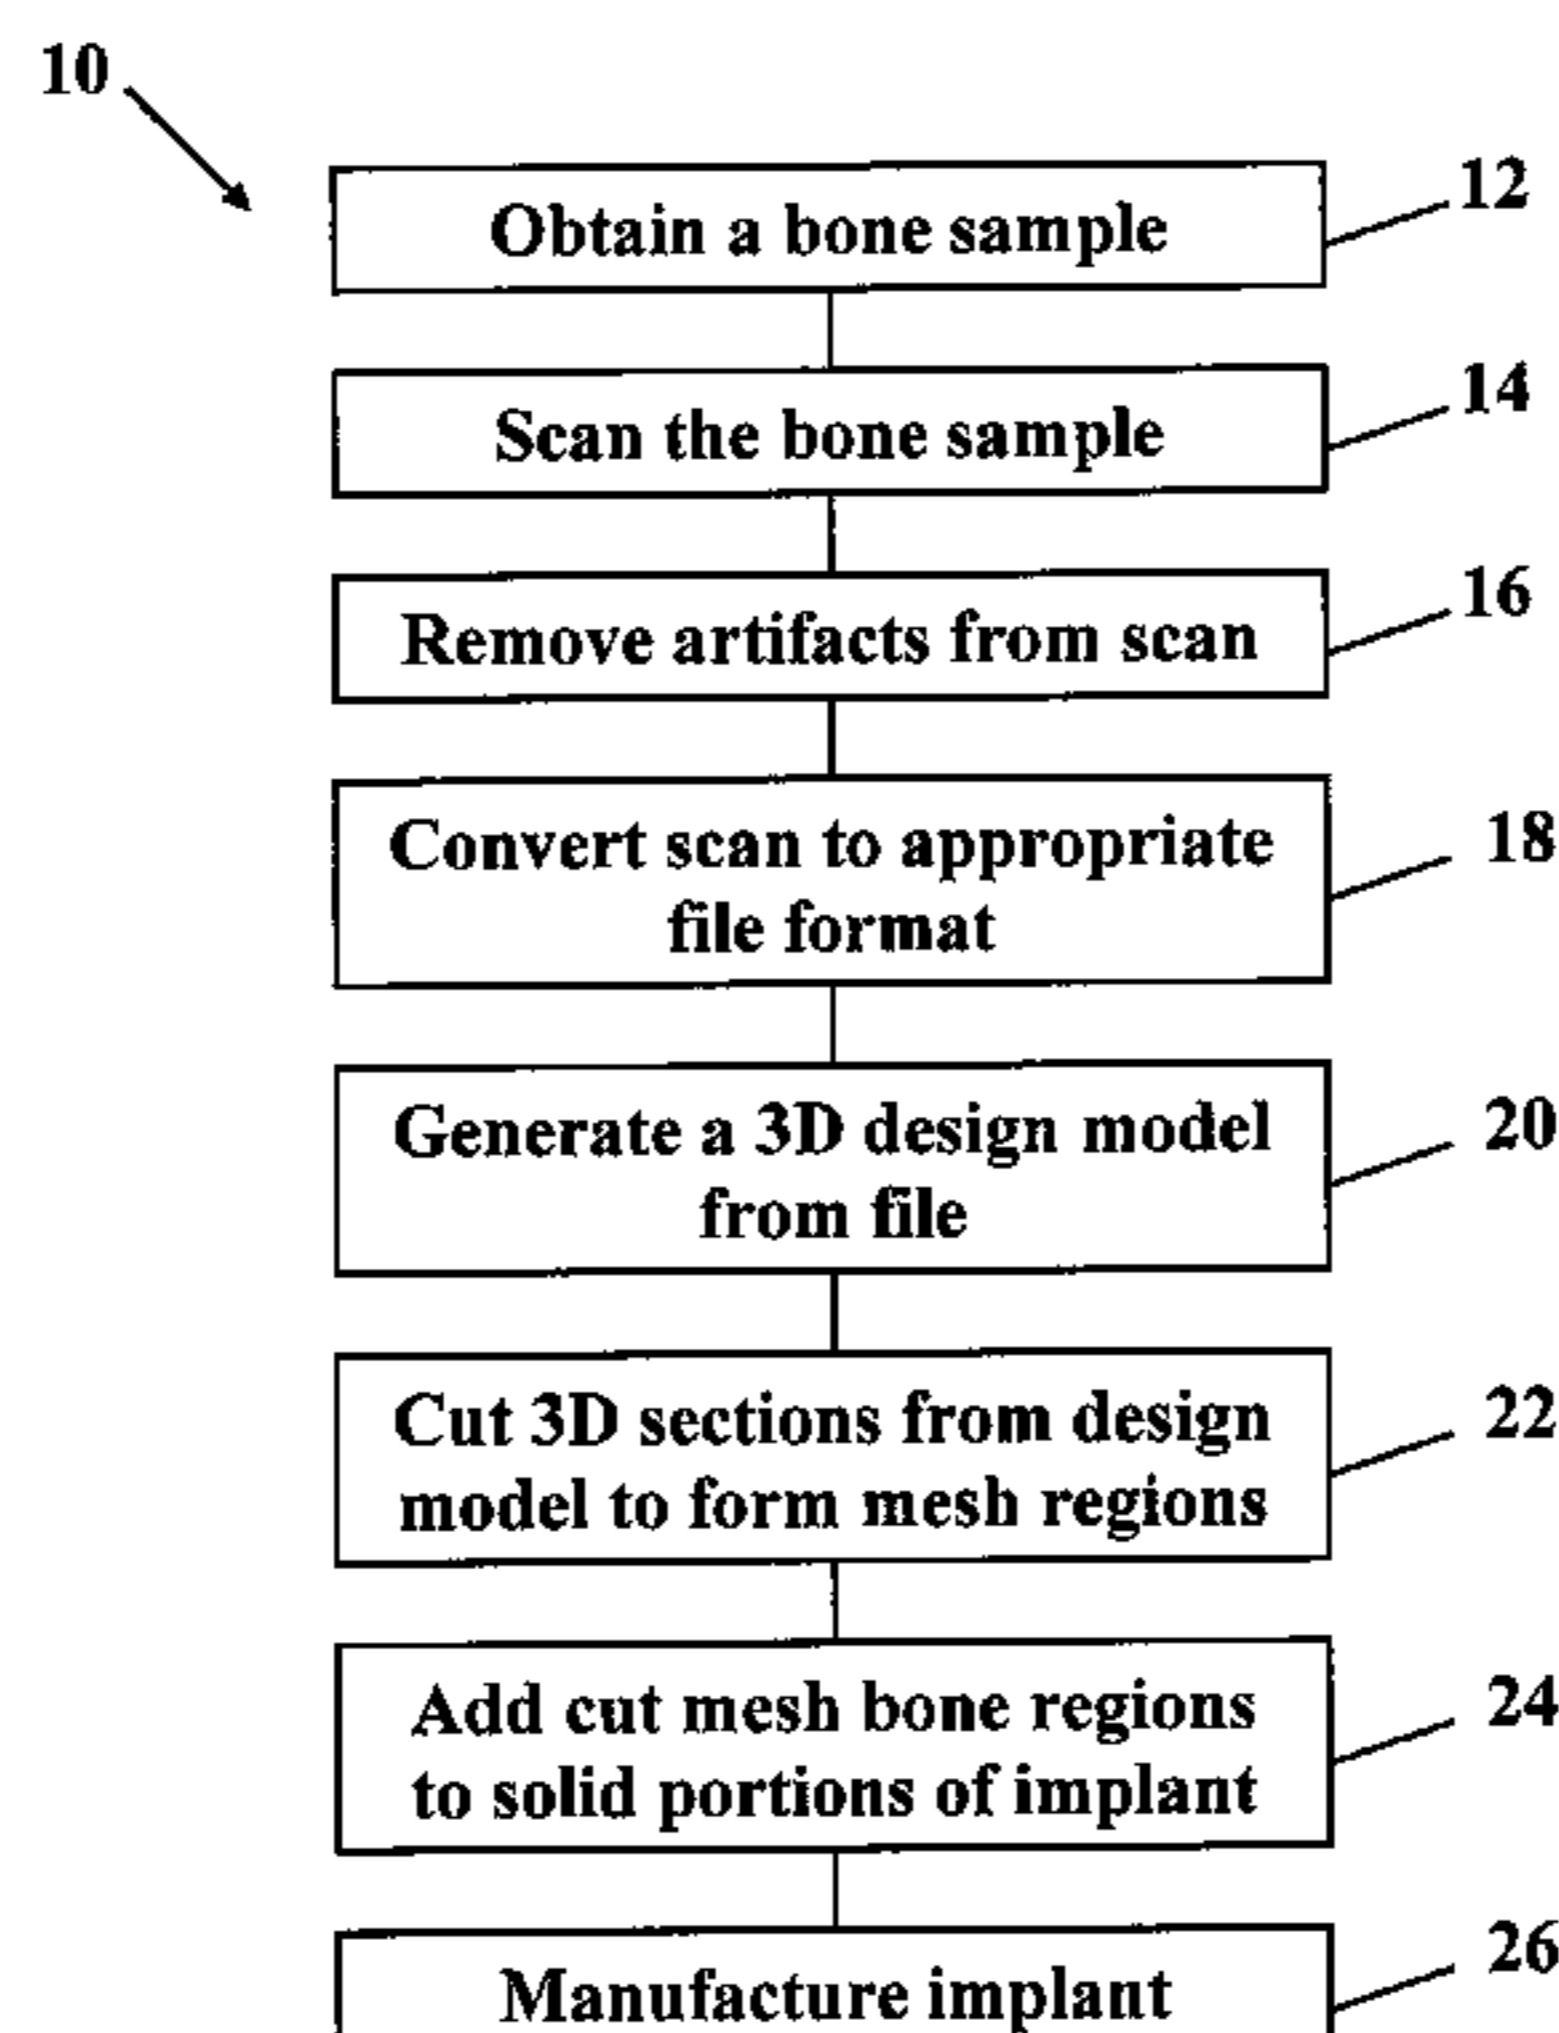 10
Obtain a bone sample
12
Scan the bone sample
14
Remove artifacts from scan
16
Convert scan to appropriate
file format
18
Generate a 3D design model
from file
20
Cut 3D sections from design
model to form mesh regions
22
Add cut mesh bone regions
to solid portions of implant
24
Manufacture implant
26